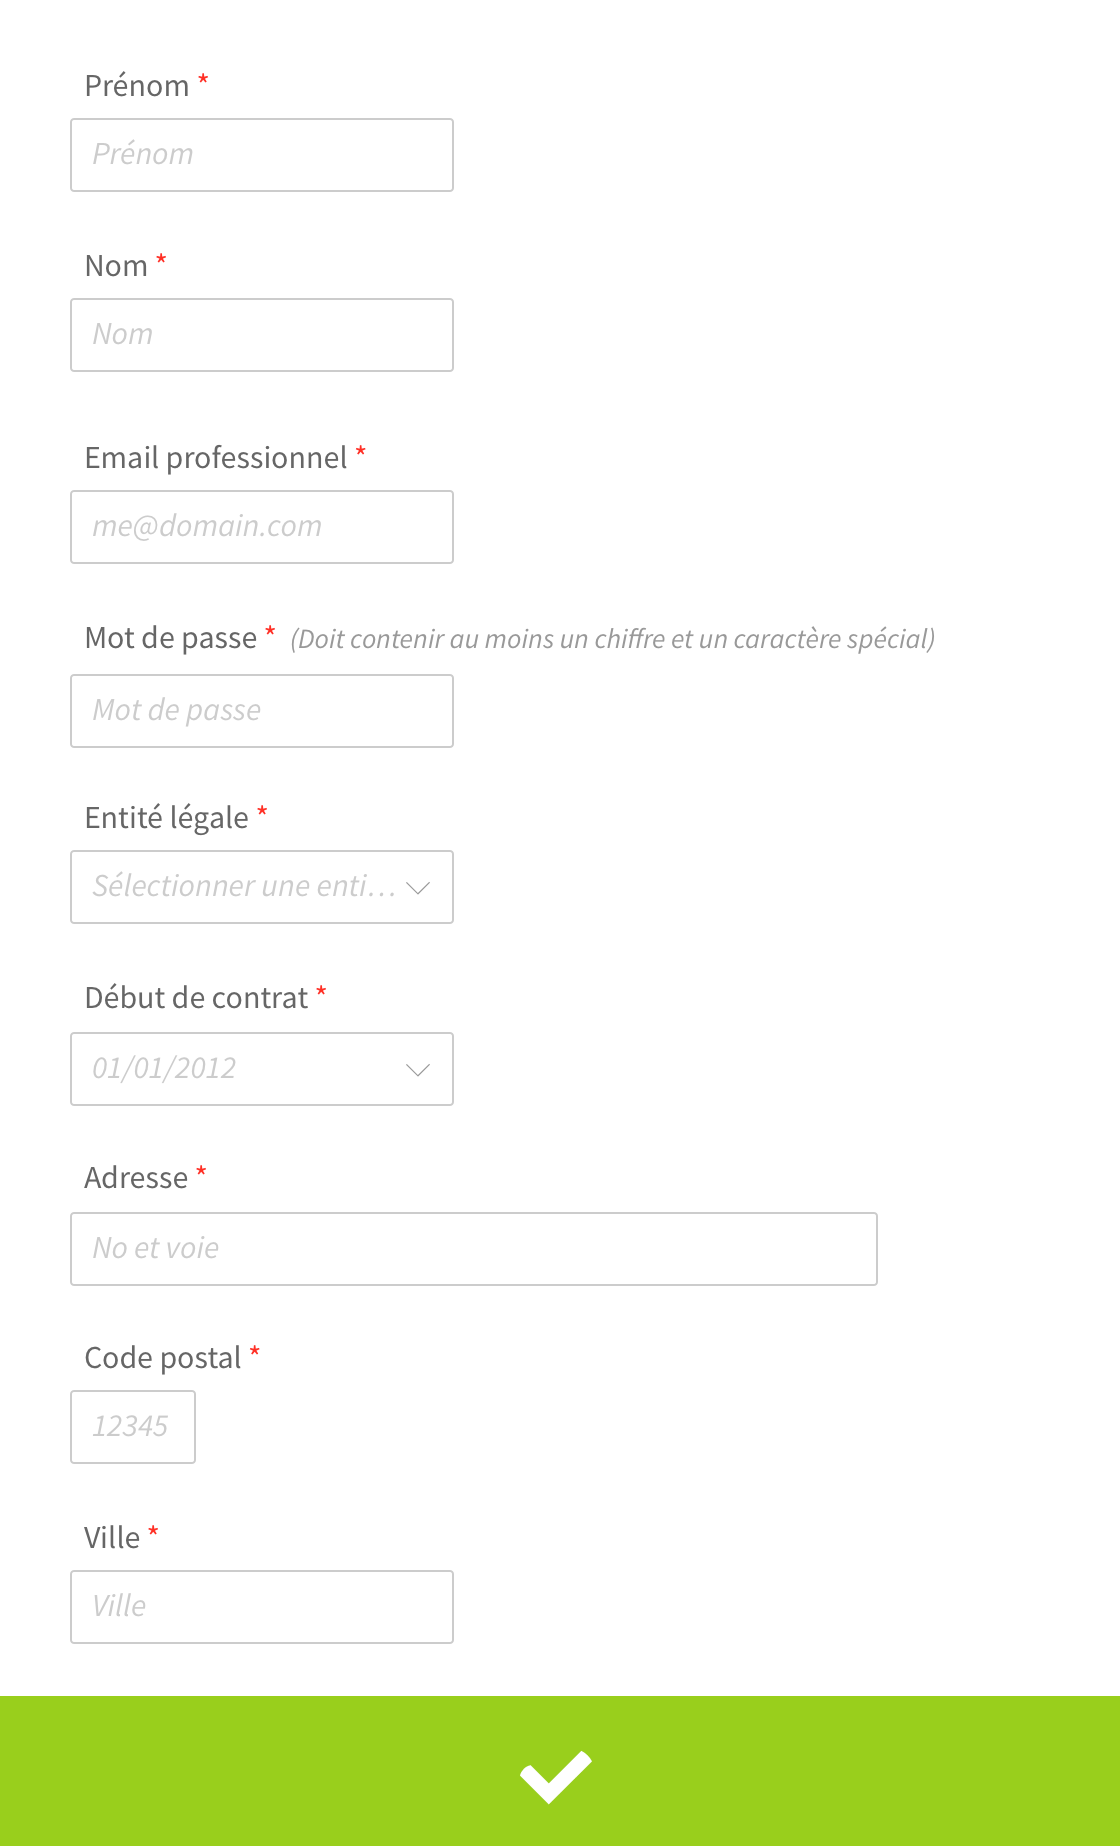 Prénom *
Prénom
Nom *
Nom
Email professionnel *
me@domain.com
Mot de passe * (Doit contenir au moins un chiffre et un caractère spécial)
Mot de passe
Entité légale *
Sélectionner une enti...
Début de contrat *
01/01/2012
Adresse *
No et voie
Code postal *
12345
Ville *
Ville